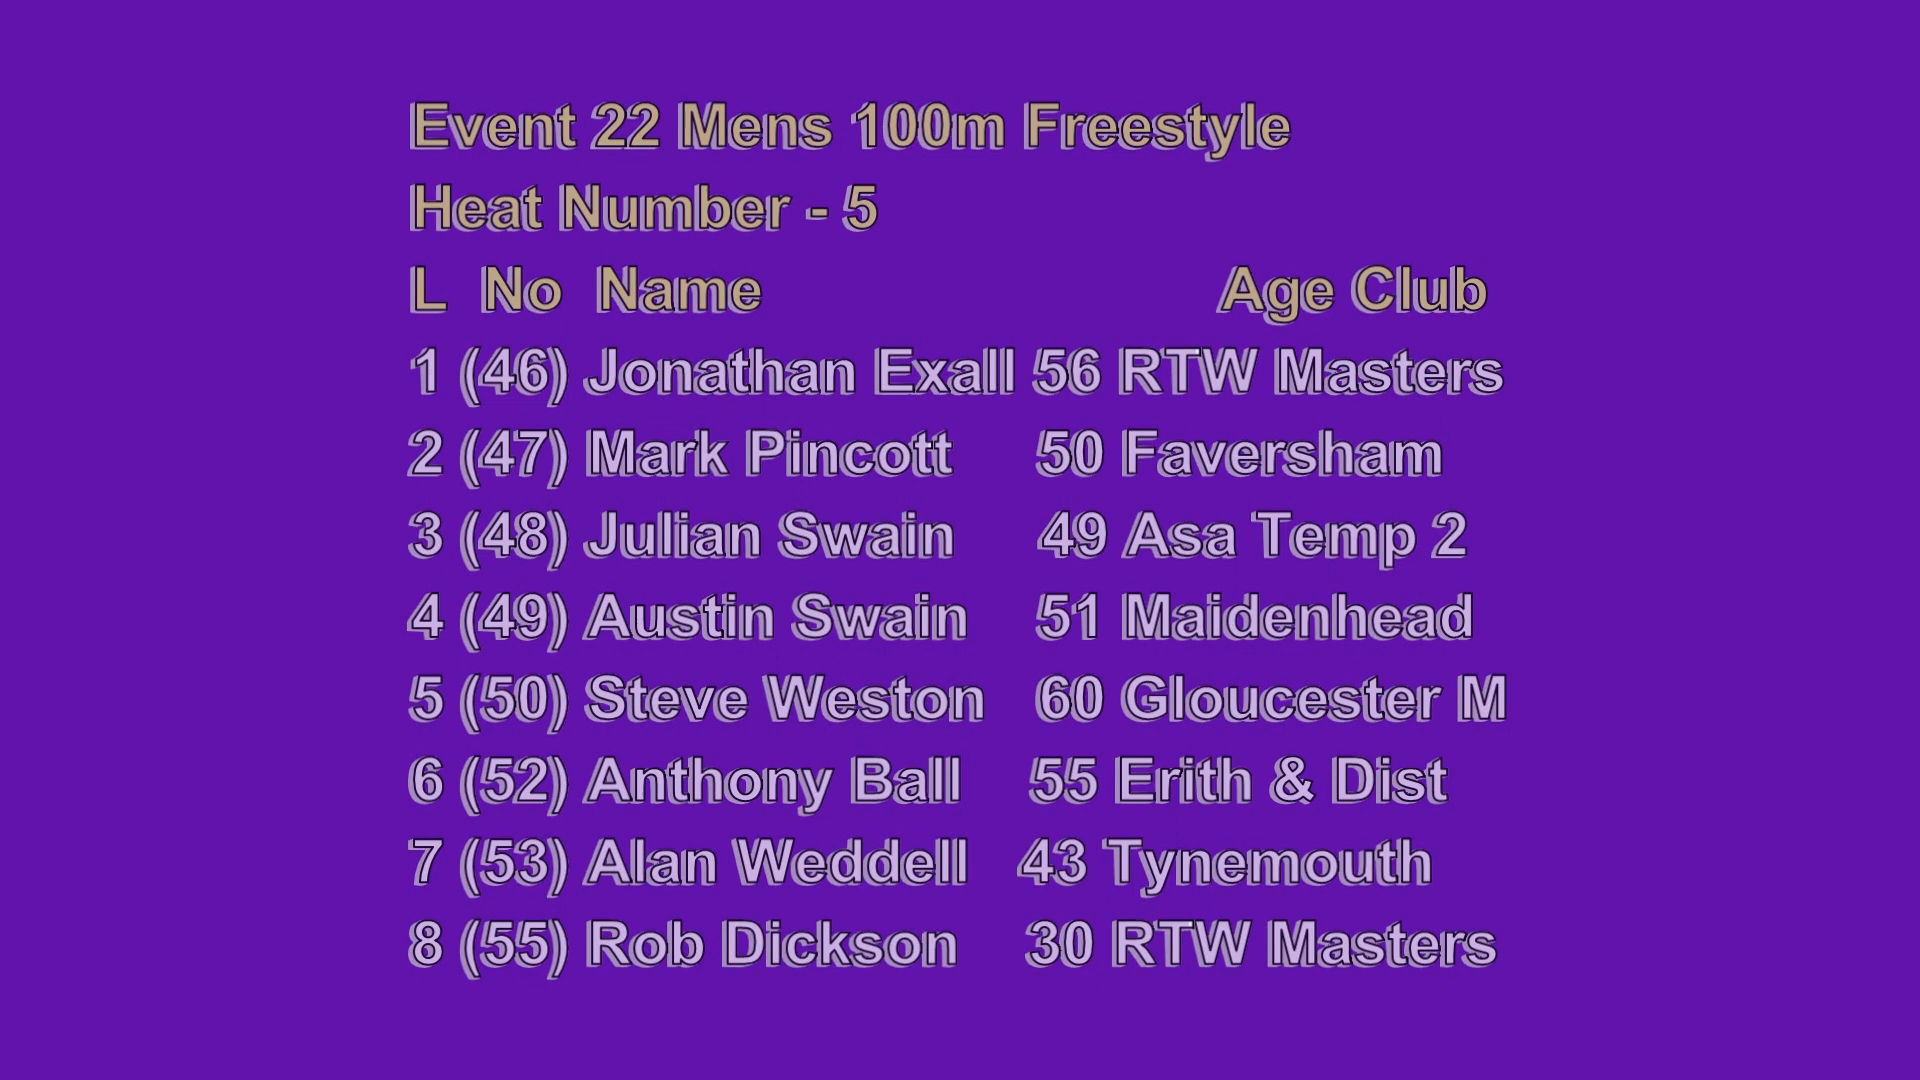 Event 22 Mens 100m Freestyle
Heat Number - 5
L No Name Age Club
1 (46) Jonathan Exall 56 RTW Masters
2 (47) Mark Pincott 50 Faversham
3 (48) Julian Swain 49 Asa Temp 2
4 (49) Austin Swain 51 Maidenhead
5 (50) Steve Weston 60 Gloucester M
6 (52) Anthony Ball 55 Erith & Dist
7 (53) Alan Weddell 43 Tynemouth
8 (55) Rob Dickson 30 RTW Masters